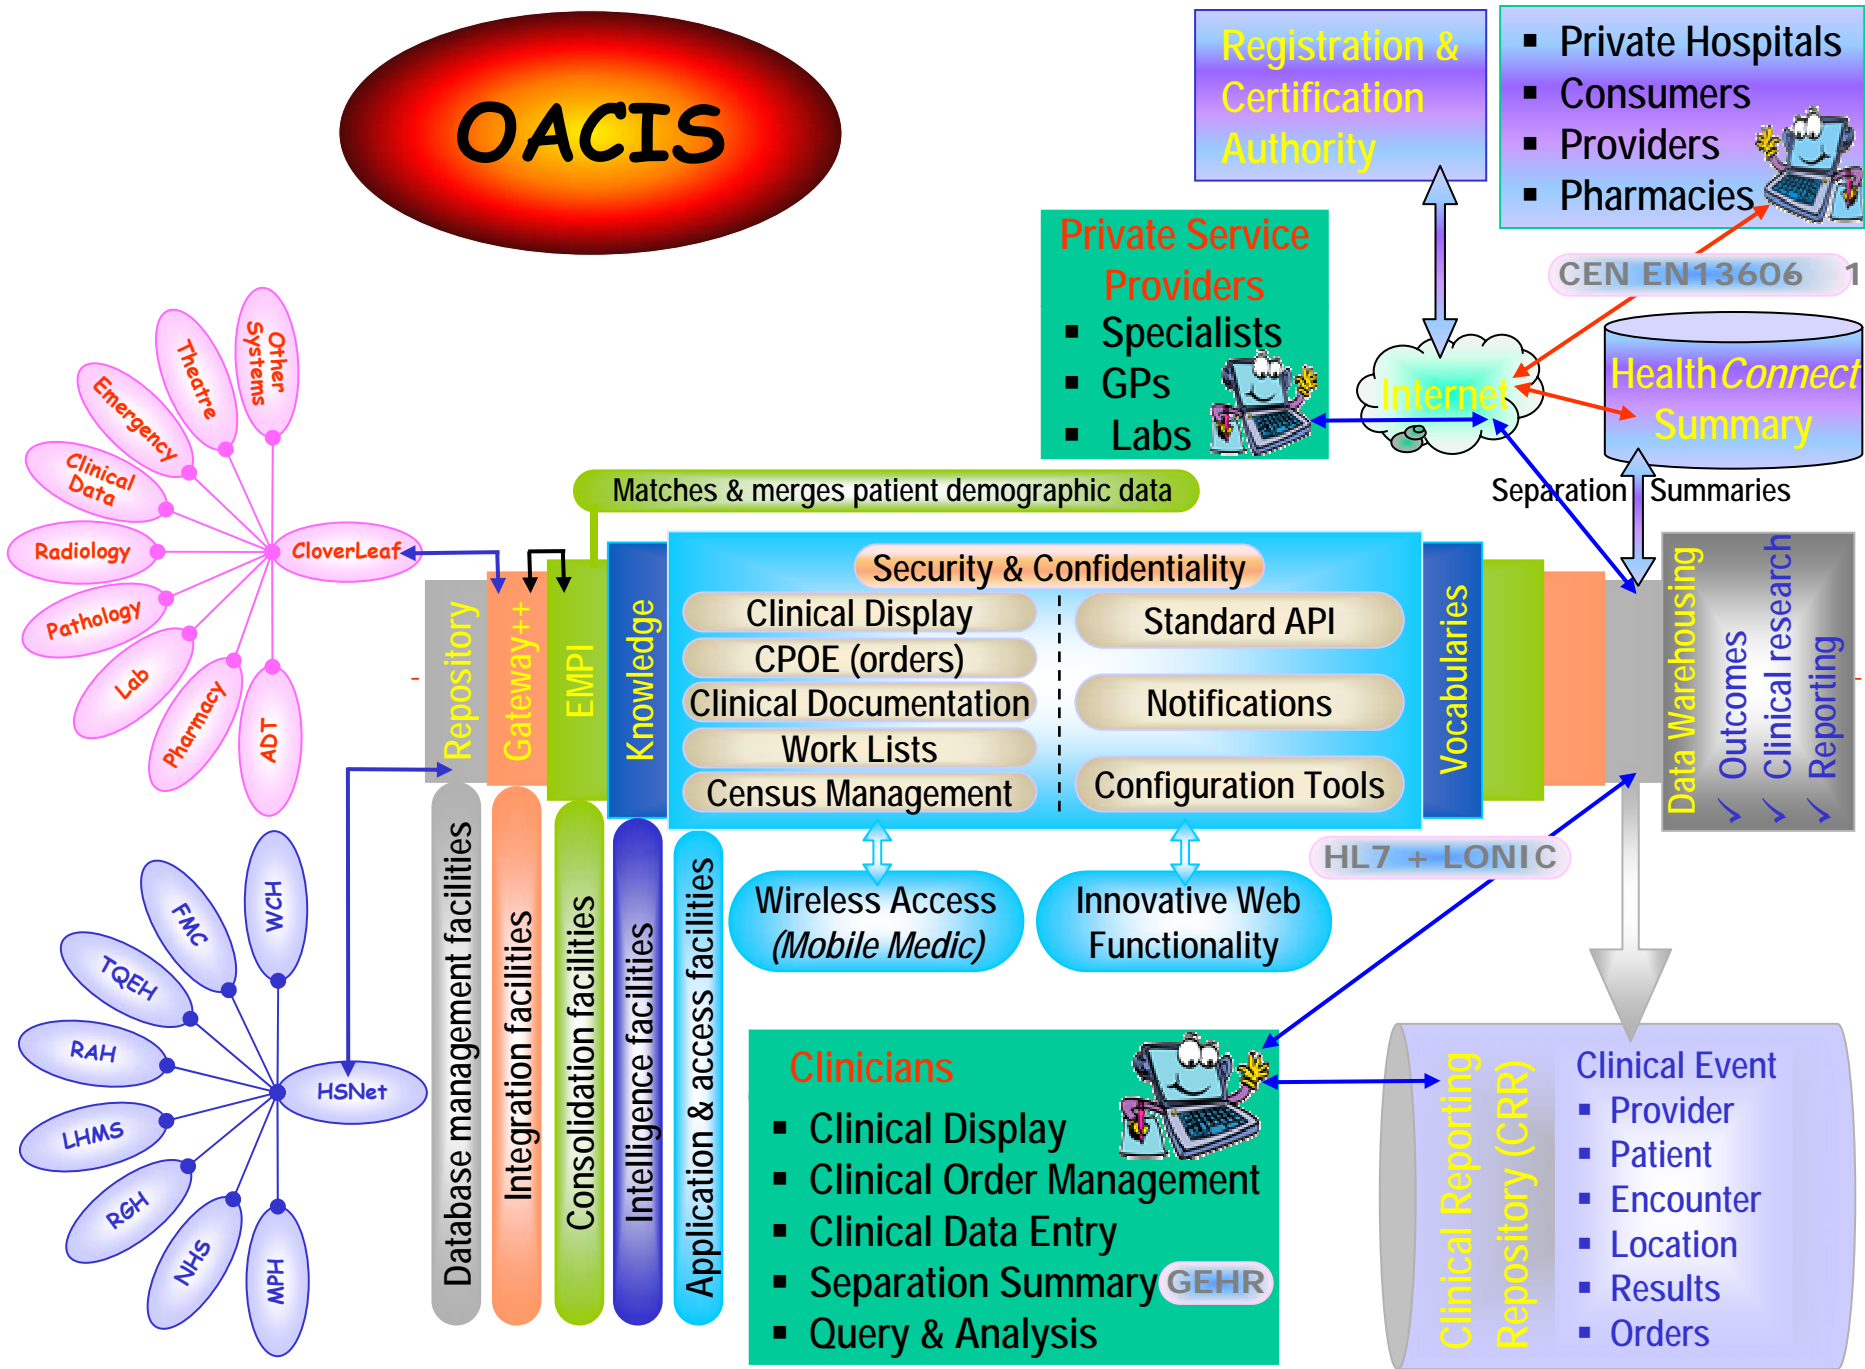 OACIS
Registration &
Certification
Authority
▪ Private Hospitals
▪ Consumers
▪ Providers
▪ Pharmacies
Private Service
Providers
▪ Specialists
▪ GPs
▪ Labs
CEN EN13606 1
Internet
HealthConnect
Summary
Separation Summaries
Other
Systems
Theatre
Emergency
Clinical
Data
Radiology
Pathology
Lab
Pharmacy
ADT
CloverLeaf
Matches & merges patient demographic data
Repository
Gateway++
EMPI
Knowledge
Security & Confidentiality
Clinical Display
CPOE (orders)
Clinical Documentation
Work Lists
Census Management
Standard API
Notifications
Configuration Tools
Vocabularies
Data Warehousing
✓ Outcomes
✓ Clinical research
✓ Reporting
Database management facilities
Integration facilities
Consolidation facilities
Intelligence facilities
Application & access facilities
Wireless Access
(Mobile Medic)
Innovative Web
Functionality
HL7 + LONIC
WCH
FMC
TQEH
RAH
LHMS
RGH
NHS
MPH
HSNet
Clinicians
▪ Clinical Display
▪ Clinical Order Management
▪ Clinical Data Entry
▪ Separation Summary GEHR
▪ Query & Analysis
Clinical Reporting
Repository (CRR)
Clinical Event
▪ Provider
▪ Patient
▪ Encounter
▪ Location
▪ Results
▪ Orders